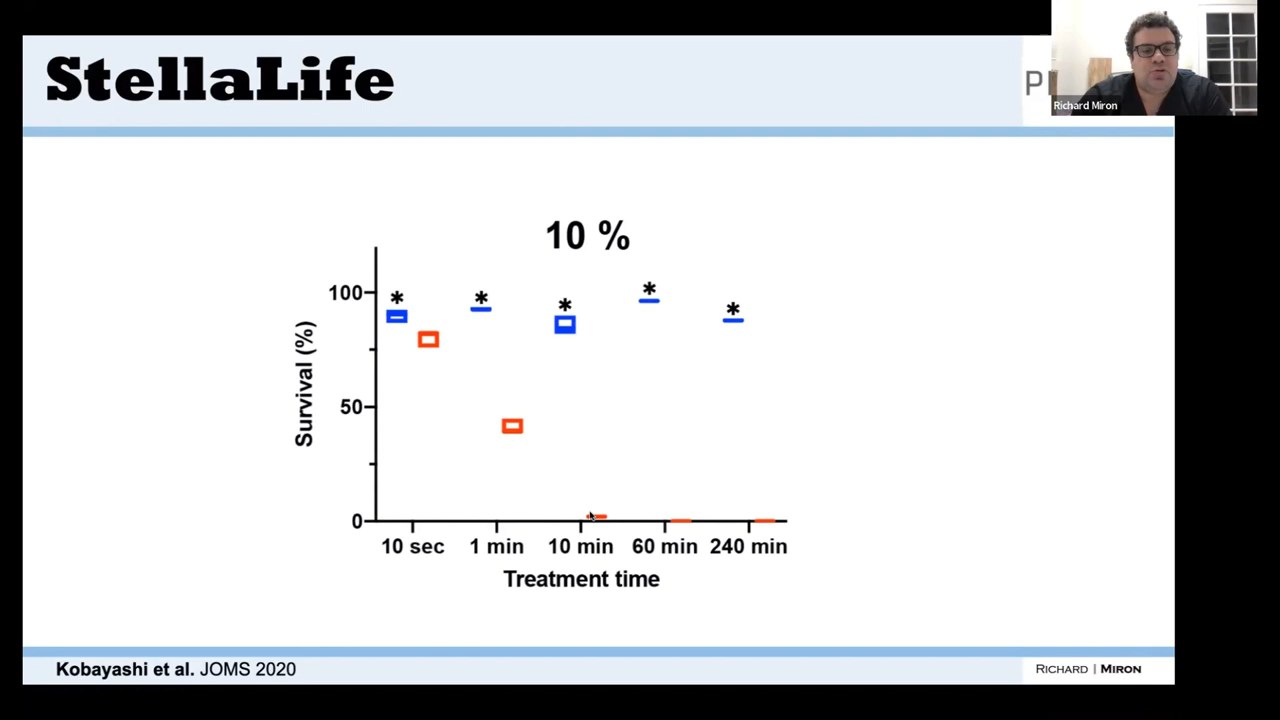 StellaLife
P
Richard Miron
10 %
100
50
0
Survival (%)
* * * * *
10 sec 1 min 10 min 60 min 240 min
Treatment time
Kobayashi et al. JOMS 2020
RICHARD | MIRON